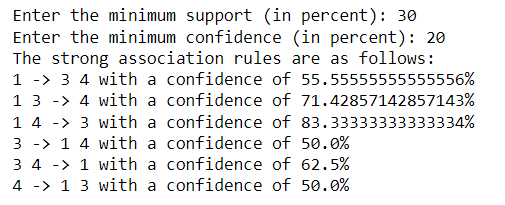 Enter the minimum support (in percent): 30
Enter the minimum confidence (in percent): 20
The strong association rules are as follows:
1 -> 3 4 with a confidence of 55.55555555555556%
1 3 -> 4 with a confidence of 71.42857142857143%
1 4 -> 3 with a confidence of 83.33333333333334%
3 -> 1 4 with a confidence of 50.0%
3 4 -> 1 with a confidence of 62.5%
4 -> 1 3 with a confidence of 50.0%